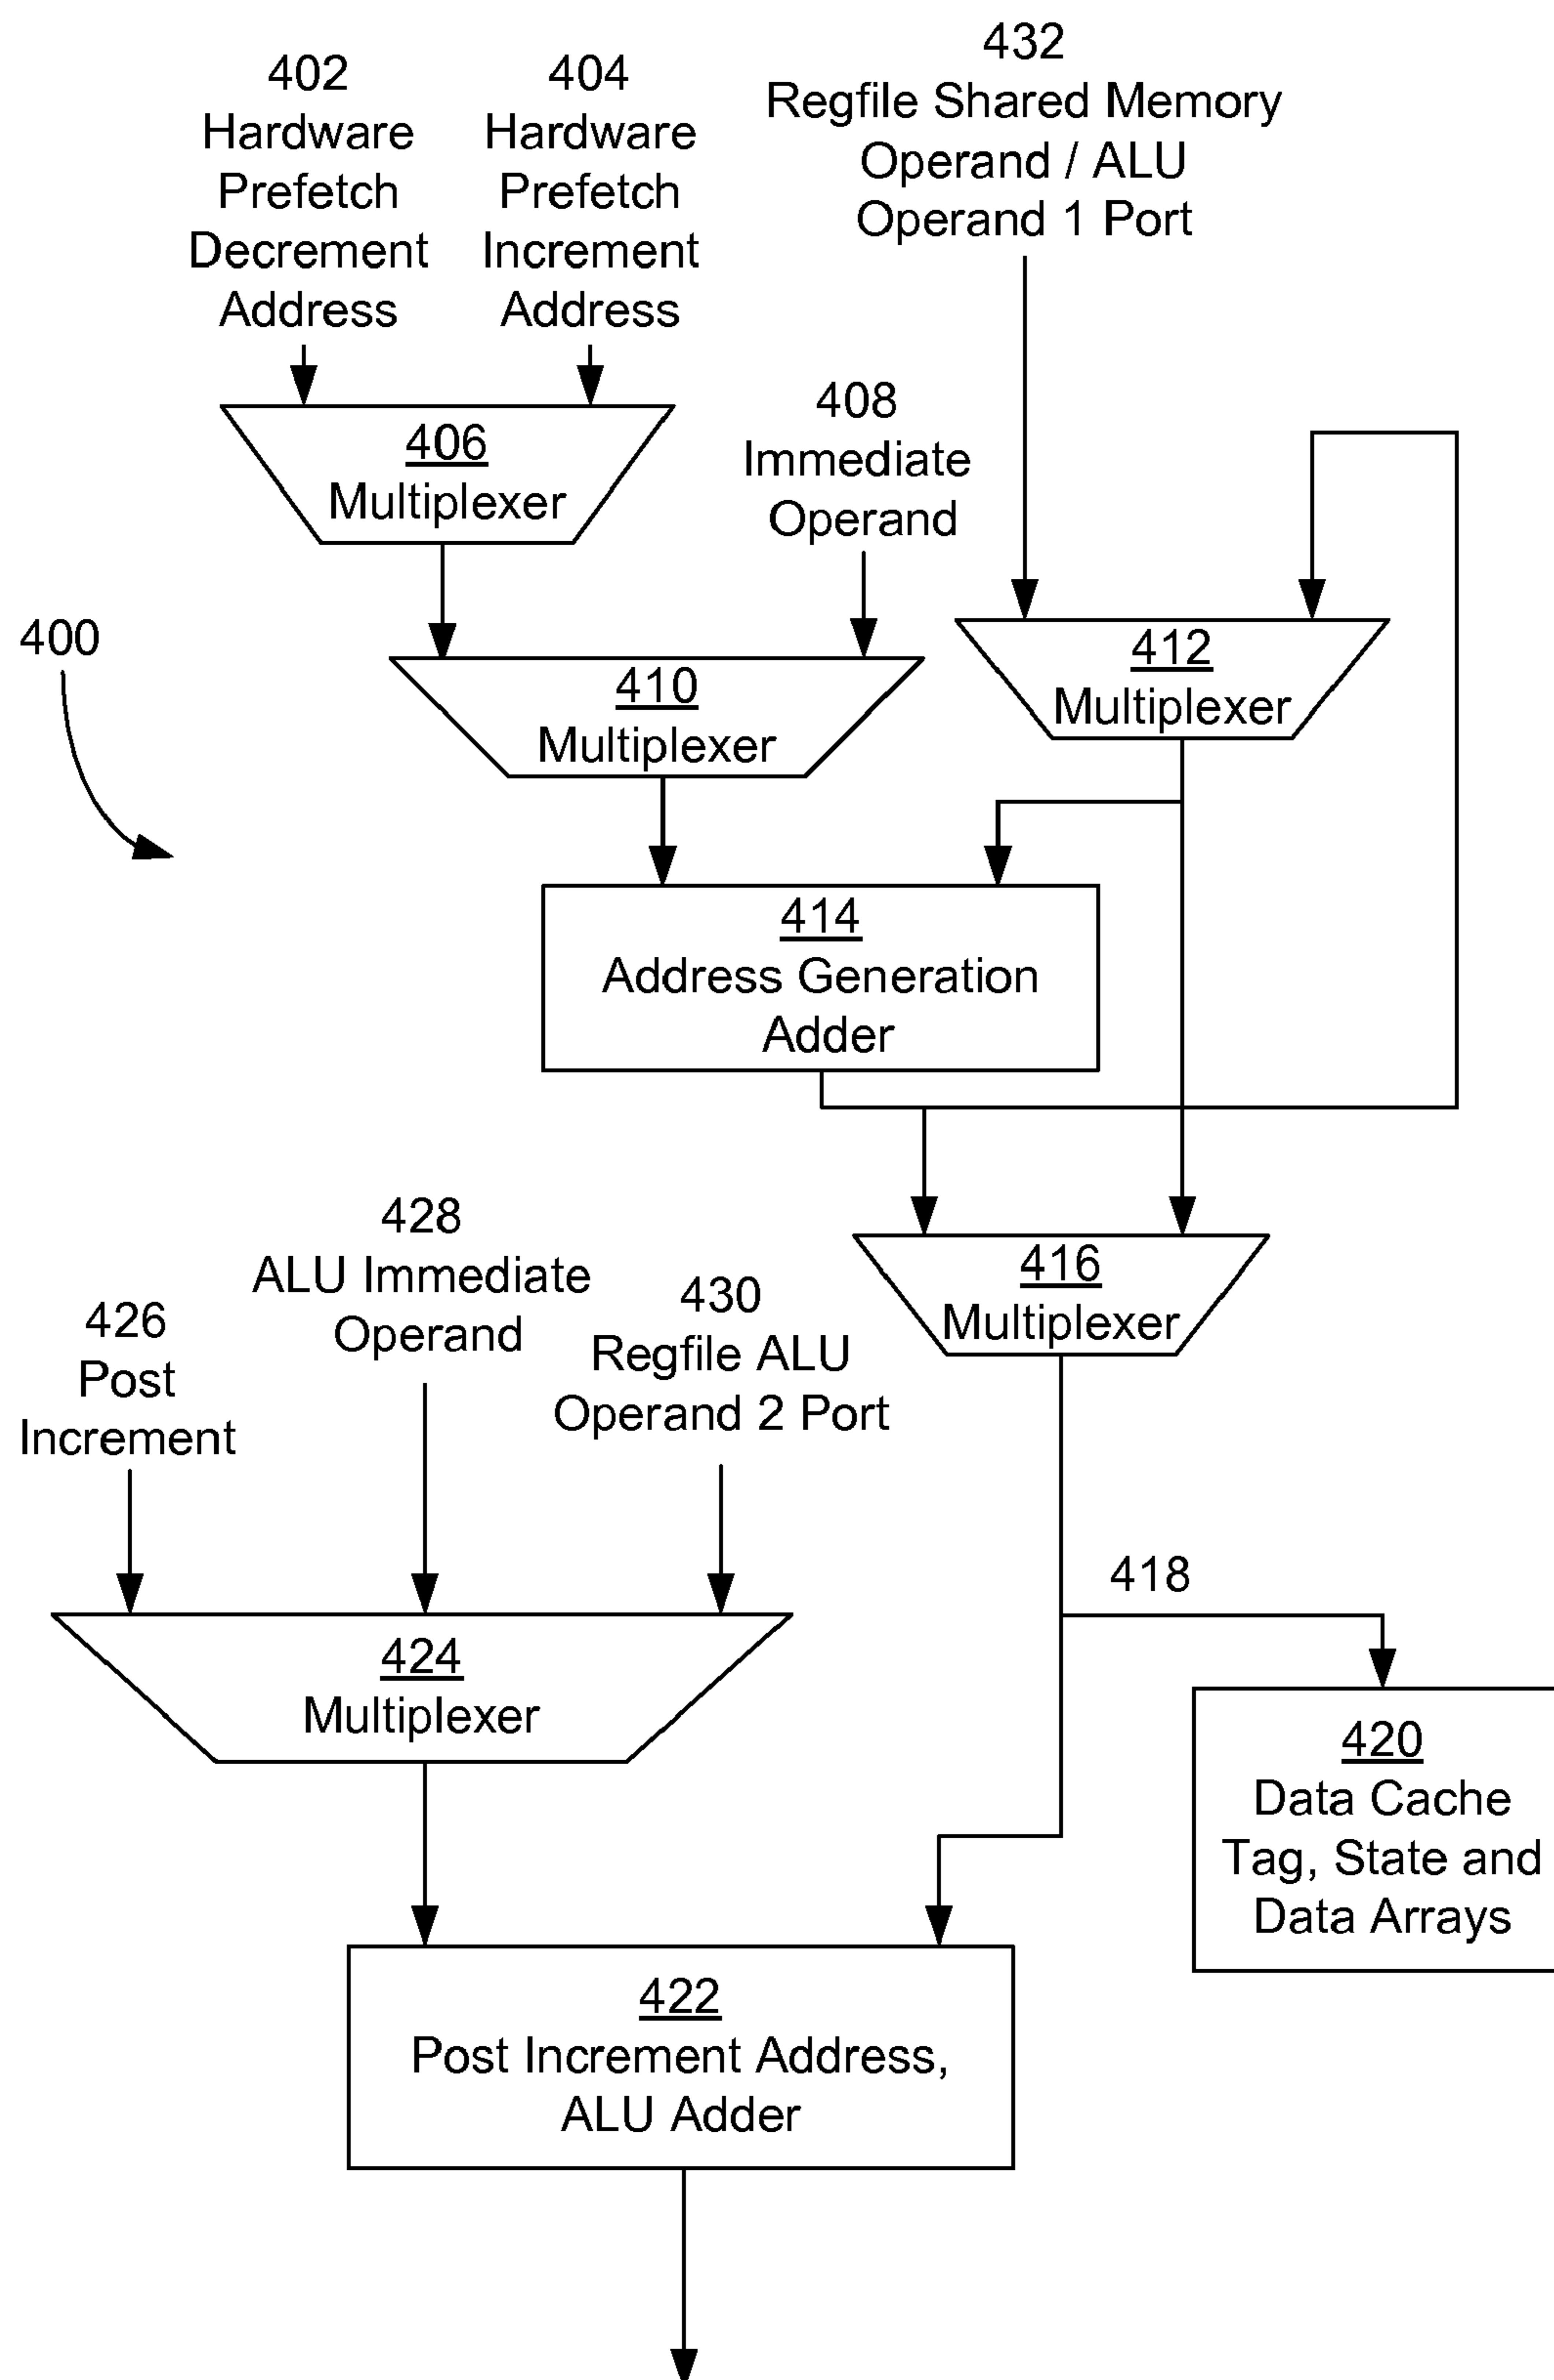 432
Regfile Shared Memory
Operand / ALU
Operand 1 Port
402
Hardware
Prefetch
Decrement
Address
404
Hardware
Prefetch
Increment
Address
406
Multiplexer
408
Immediate
Operand
400
410
Multiplexer
412
Multiplexer
414
Address Generation
Adder
416
Multiplexer
428
ALU Immediate
Operand
430
Regfile ALU
Operand 2 Port
426
Post
Increment
418
424
Multiplexer
420
Data Cache
Tag, State and
Data Arrays
422
Post Increment Address,
ALU Adder